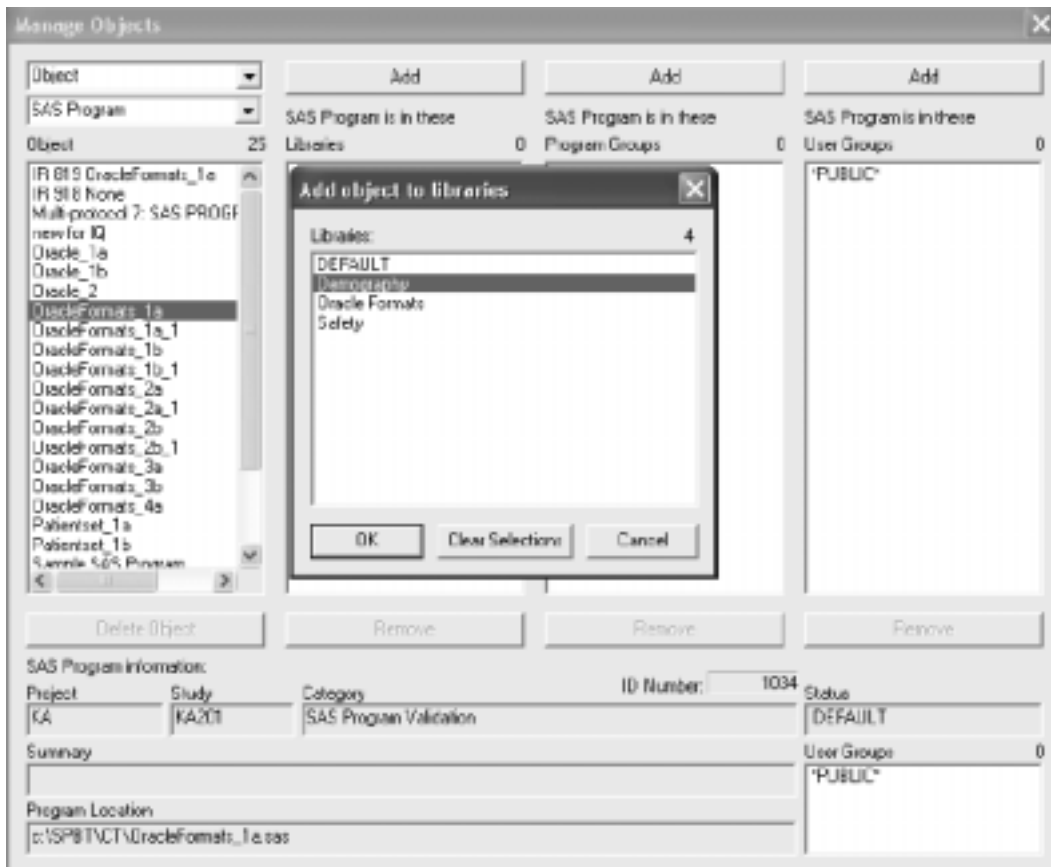 Manage Objects
Object
SAS Program
Object 25
IR 819 OracleFormats_1a
IR 918 None
Multi-protocol 7: SAS PROGF
new for IQ
Oracle_1a
Oracle_1b
Oracle_2
OracleFormats_1a
OracleFormats_1a_1
OracleFormats_1b
OracleFormats_1b_1
OracleFormats_2a
OracleFormats_2a_1
OracleFormats_2b
OracleFormats_2b_1
OracleFormats_3a
OracleFormats_3b
OracleFormats_4a
Patientset_1a
Patientset_1b
Sample SAS Program
Delete Object
Add
SAS Program is in these
Libraries 0
Remove
Add
SAS Program is in these
Program Groups 0
Remove
Add
SAS Program is in these
User Groups 0
*PUBLIC*
Remove
Add object to libraries
Libraries: 4
DEFAULT
Demography
Oracle Formats
Safety
OK Clear Selections Cancel
SAS Program information:
Project Study Category ID Number: 1034 Status
KA KA201 SAS Program Validation DEFAULT
Summary User Groups 0
*PUBLIC*
Program Location
c:\SPBT\CT\OracleFormats_1a.sas